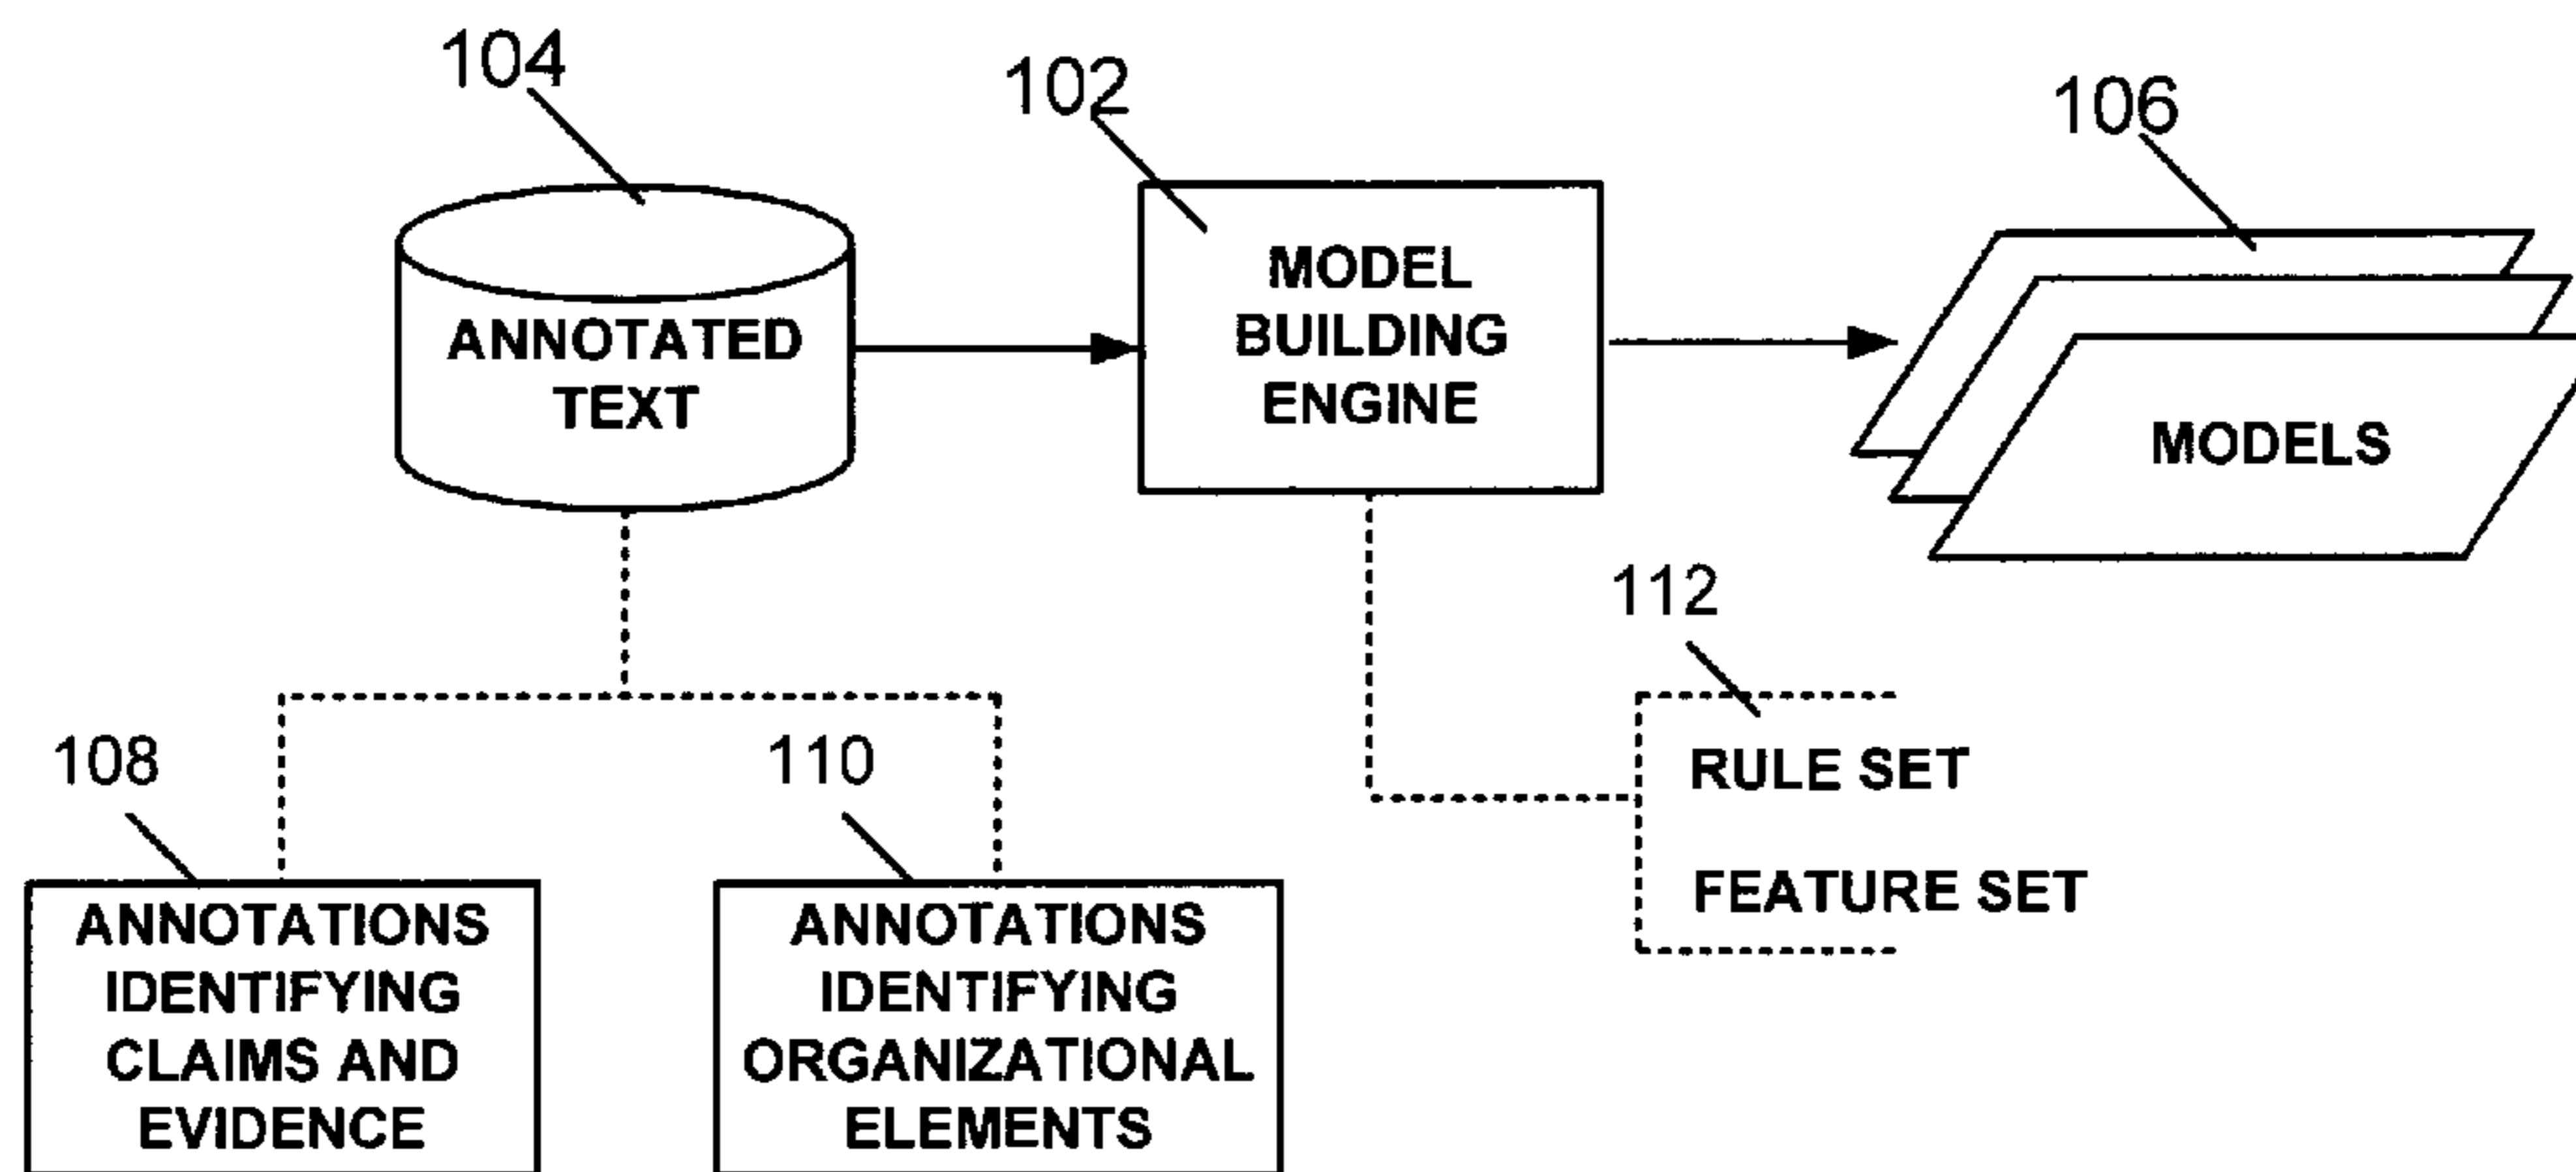 104
102
106
ANNOTATED
TEXT
MODEL
BUILDING
ENGINE
MODELS
112
RULE SET
FEATURE SET
108
ANNOTATIONS
IDENTIFYING
CLAIMS AND
EVIDENCE
110
ANNOTATIONS
IDENTIFYING
ORGANIZATIONAL
ELEMENTS